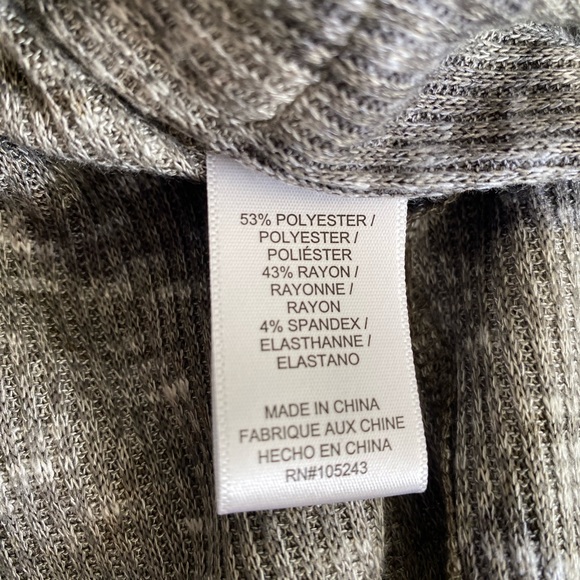 53% POLYESTER /
POLYESTER /
POLIÉSTER
43% RAYON /
RAYONNE /
RAYON
4% SPANDEX /
ELASTHANNE /
ELASTANO
MADE IN CHINA
FABRIQUE AUX CHINE
HECHO EN CHINA
RN#105243